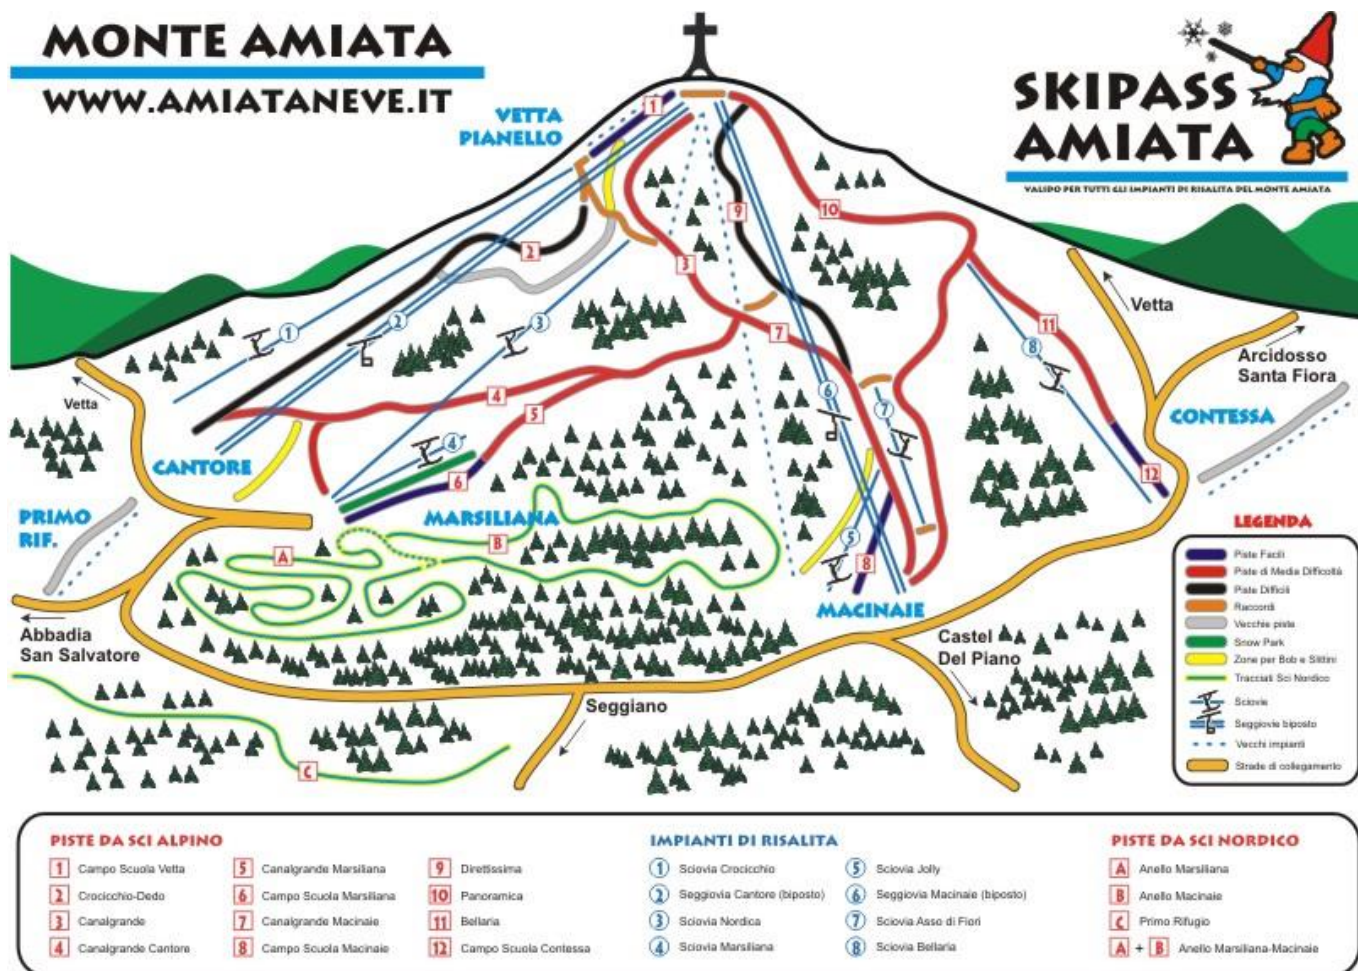 MONTE AMIATA
WWW.AMIATANEVE.IT
SKIPASS
AMIATA
VALIDO PER TUTTI GLI IMPIANTI DI RISALITA DEL MONTE AMIATA
VETTA
PIANELLO
1
10
9
2
3
1
2
3
7
Vetta
11
8
Arcidosso
Santa Fiora
Vetta
4
5
6
7
CONTESSA
4
CANTORE
6
12
PRIMO
RIF.
MARSILIANA
B
A
5
8
MACINAIE
LEGENDA
Piste Facili
Piste di Media Difficoltà
Piste Difficili
Raccordi
Vecchie piste
Snow Park
Zone per Bob e Slittini
Tracciati Sci Nordico
Sciovie
Seggiovie biposto
Vecchi impianti
Strade di collegamento
Abbadia
San Salvatore
Castel
Del Piano
Seggiano
C
PISTE DA SCI ALPINO
1 Campo Scuola Vetta
2 Crocicchio-Dedo
3 Canalgrande
4 Canalgrande Cantore
5 Canalgrande Marsiliana
6 Campo Scuola Marsiliana
7 Canalgrande Macinaie
8 Campo Scuola Macinaie
9 Direttissima
10 Panoramica
11 Bellaria
12 Campo Scuola Contessa
IMPIANTI DI RISALITA
1 Sciovia Crocicchio
2 Seggiovia Cantore (biposto)
3 Sciovia Nordica
4 Sciovia Marsiliana
5 Sciovia Jolly
6 Seggiovia Macinaie (biposto)
7 Sciovia Asso di Fiori
8 Sciovia Bellaria
PISTE DA SCI NORDICO
A Anello Marsiliana
B Anello Macinaie
C Primo Rifugio
A + B Anello Marsiliana-Macinaie